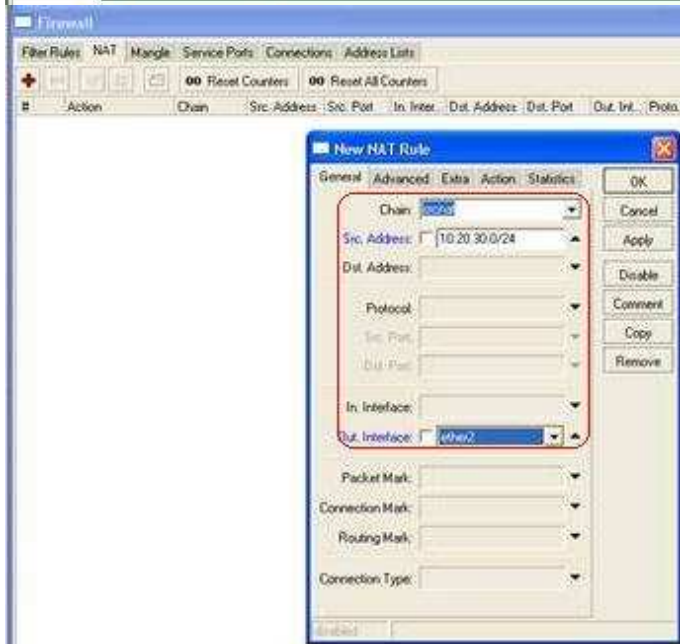 Firewall
Filter Rules NAT Mangle Service Ports Connections Address Lists
00 Reset Counters 00 Reset All Counters
# Action Chain Src. Address Src. Port In. Inter.. Dst. Address Dst. Port Out. Int.. Proto.
New NAT Rule
General Advanced Extra Action Statistics
OK
Chain:
Cancel
Src. Address: 10.20.30.0/24
Apply
Dst. Address:
Disable
Protocol:
Comment
Src. Port:
Copy
Dst. Port:
Remove
In. Interface:
Out. Interface: ether2
Packet Mark:
Connection Mark:
Routing Mark:
Connection Type:
disabled